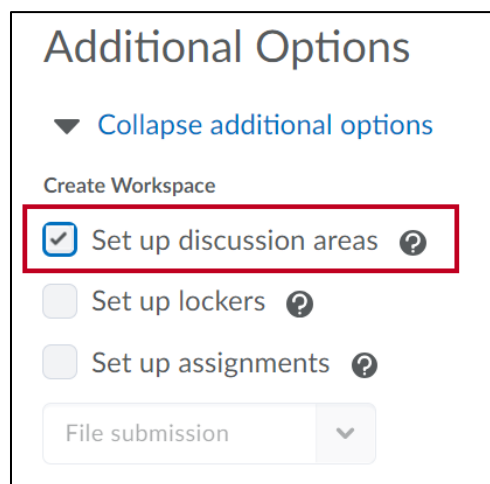 Additional Options
Collapse additional options
Create Workspace
Set up discussion areas
Set up lockers
Set up assignments
File submission